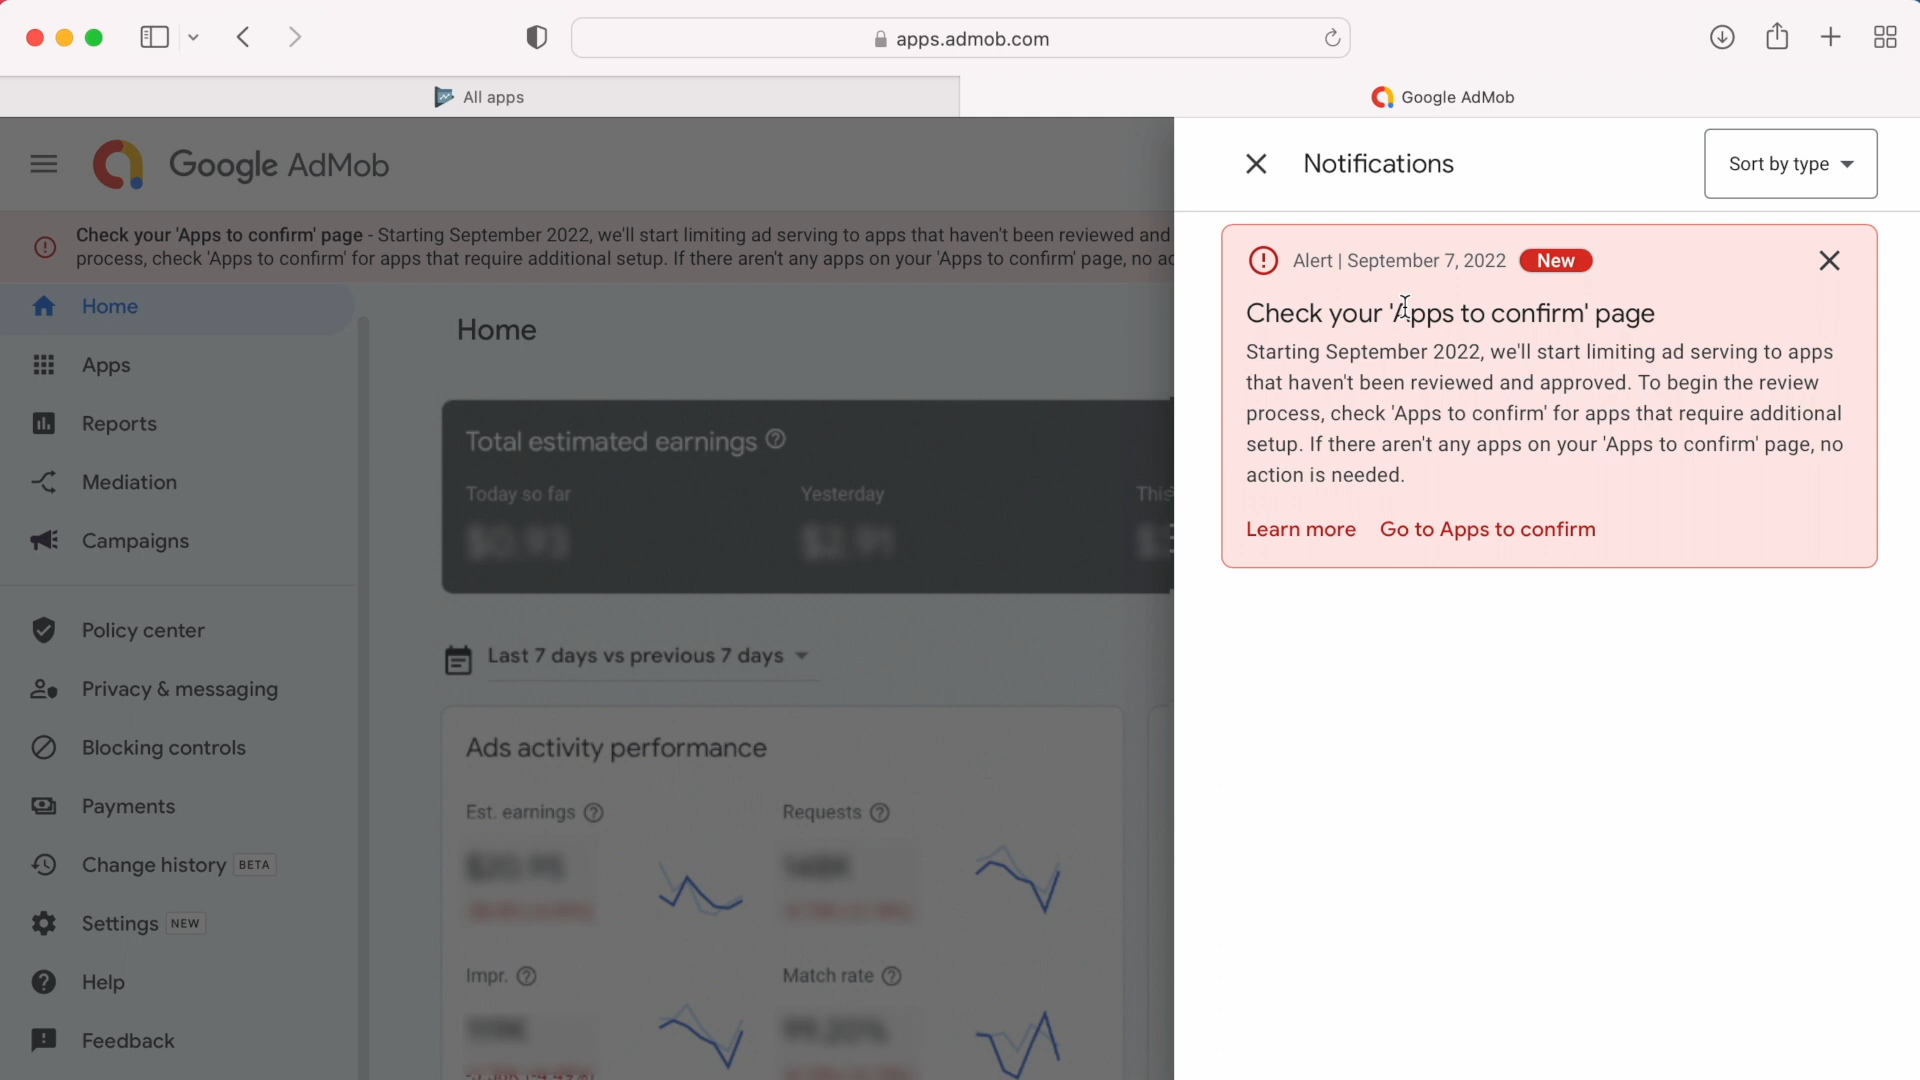 apps.admob.com
All apps
Google AdMob
Google AdMob
Notifications
Sort by type
Check your 'Apps to confirm' page - Starting September 2022, we'll start limiting ad serving to apps that haven't been reviewed and
process, check 'Apps to confirm' for apps that require additional setup. If there aren't any apps on your 'Apps to confirm' page, no ac
Alert | September 7, 2022 New
Check your 'Apps to confirm' page
Starting September 2022, we'll start limiting ad serving to apps
that haven't been reviewed and approved. To begin the review
process, check 'Apps to confirm' for apps that require additional
setup. If there aren't any apps on your 'Apps to confirm' page, no
action is needed.
Learn more Go to Apps to confirm
Home
Apps
Reports
Mediation
Campaigns
Policy center
Privacy & messaging
Blocking controls
Payments
Change history BETA
Settings NEW
Help
Feedback
Home
Total estimated earnings
Today so far
Yesterday
This
$0.93
$2.91
Last 7 days vs previous 7 days
Ads activity performance
Est. earnings
Requests
$20.95
Impr.
Match rate